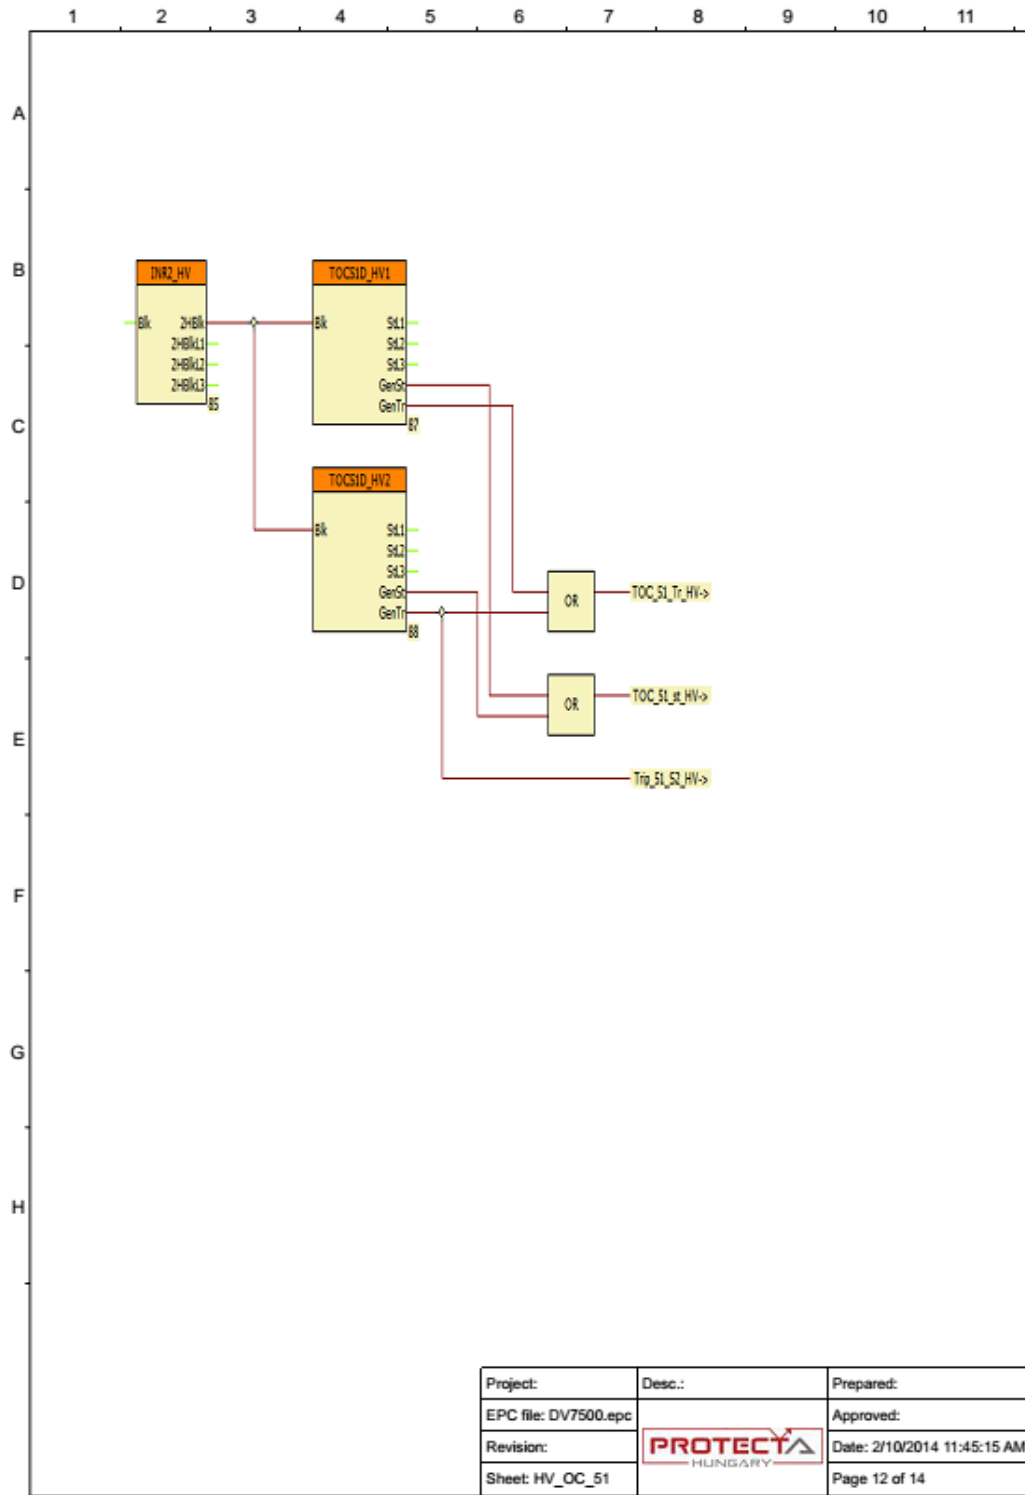 1 2 3 4 5 6 7 8 9 10 11
A
B
INR2_HV TOC51D_HV1
Blk 2HBlk Blk StL1
2HBlkL1 StL2
2HBlkL2 StL3
2HBlkL3 GenSt
85 GenTr
C
87
TOC51D_HV2
Blk StL1
StL2
StL3
D
GenSt OR TOC_51_Tr_HV->
GenTr
88
OR TOC_51_st_HV->
E
Trip_51_52_HV->
F
G
H
Project: Desc.: Prepared:
EPC file: DV7500.epc Approved:
Revision: PROTECTA Date: 2/10/2014 11:45:15 AM
HUNGARY
Sheet: HV_OC_51 Page 12 of 14